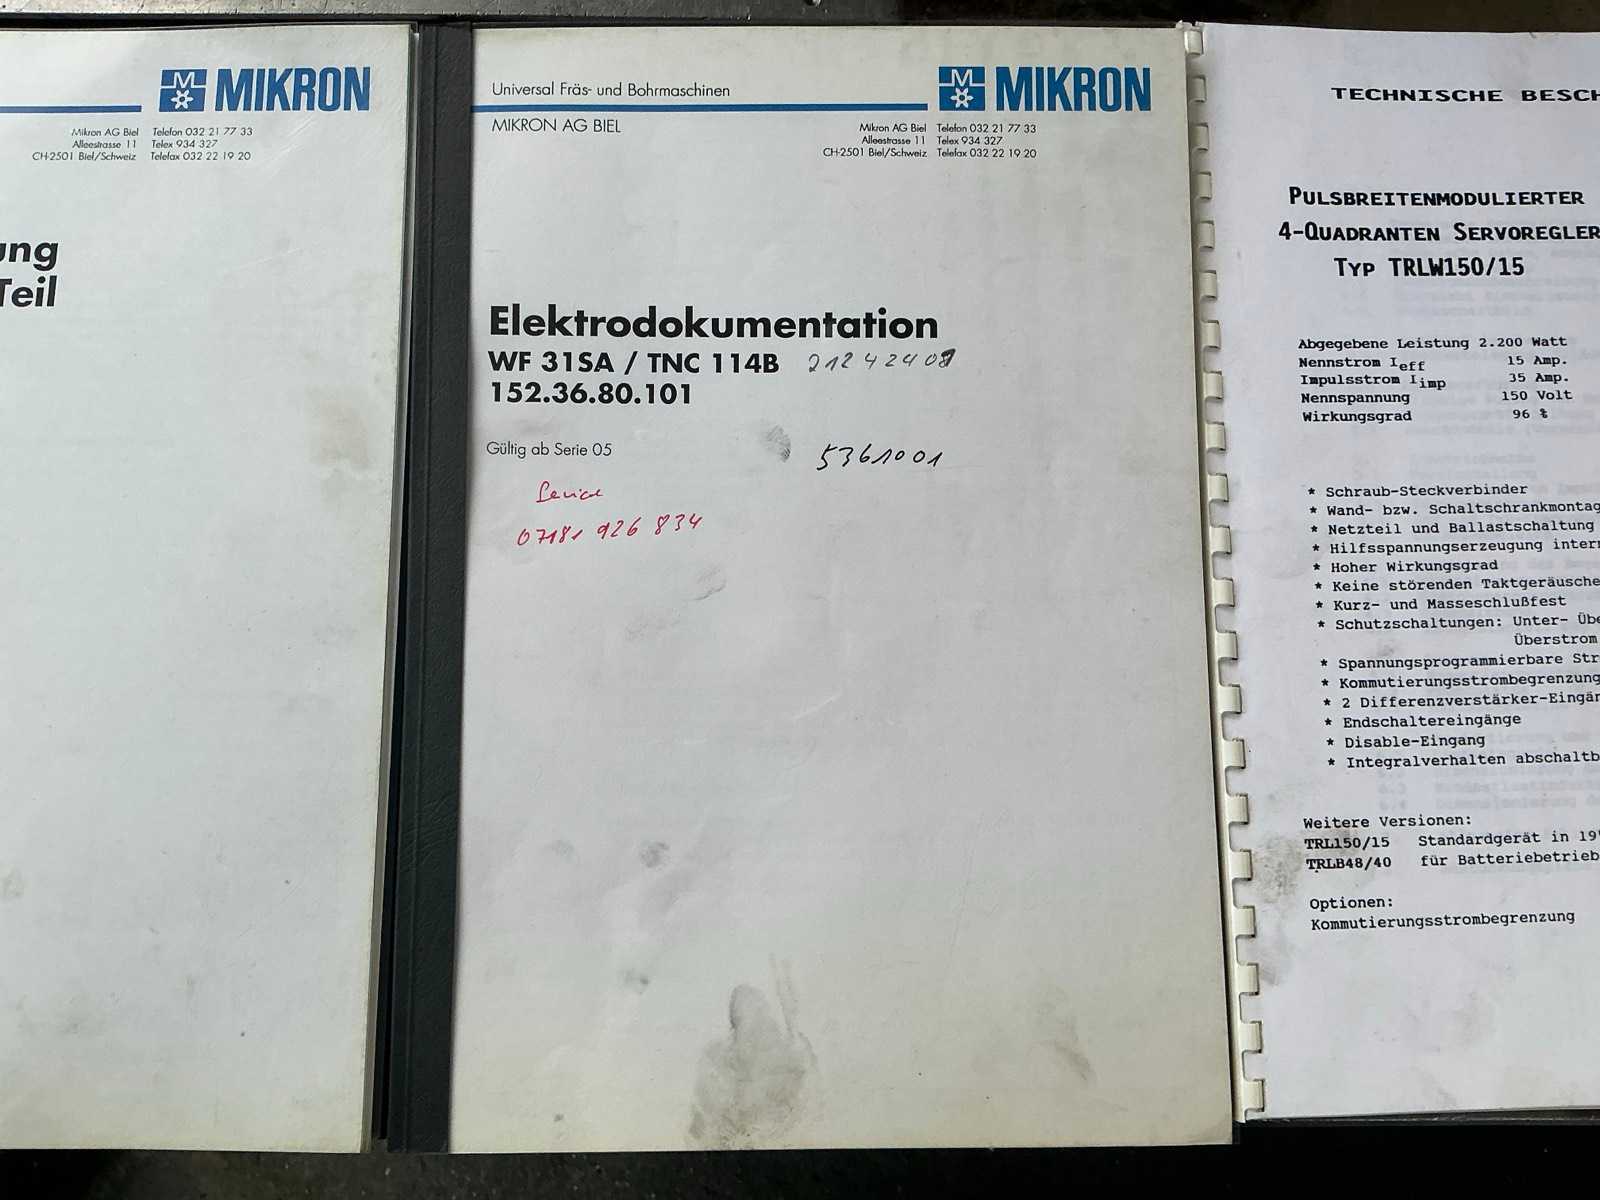 MIKRON
Mikron AG Biel Telefon 032 21 77 33
Alleestrasse 11 Telex 934 327
CH-2501 Biel/Schweiz Telefax 032 22 19 20
ung
Teil
Universal Fräs- und Bohrmaschinen
MIKRON
MIKRON AG BIEL
Mikron AG Biel Telefon 032 21 77 33
Alleestrasse 11 Telex 934 327
CH-2501 Biel/Schweiz Telefax 032 22 19 20
Elektrodokumentation
WF 31SA / TNC 114B
152.36.80.101
Gültig ab Serie 05
5361001
Service
07181 926 834
TECHNISCHE BESCH
PULSBREITENMODULIERTER
4-QUADRANTEN SERVOREGLER
TYP TRLW150/15
Abgegebene Leistung 2.200 Watt
Nennstrom Ieff 15 Amp.
Impulsstrom Iimp 35 Amp.
Nennspannung 150 Volt
Wirkungsgrad 96 %
* Schraub-Steckverbinder
* Wand- bzw. Schaltschrankmontag
* Netzteil und Ballastschaltung
* Hilfsspannungserzeugung intern
* Hoher Wirkungsgrad
* Keine störenden Taktgeräusche
* Kurz- und Masseschlußfest
* Schutzschaltungen: Unter- Übe
Überstrom
* Spannungsprogrammierbare Str
* Kommutierungsstrombegrenzung
* 2 Differenzverstärker-Eingän
* Endschaltereingänge
* Disable-Eingang
* Integralverhalten abschaltb
Weitere Versionen:
TRL150/15 Standardgerät in 19"
TRLB48/40 für Batteriebetrieb
Optionen:
Kommutierungsstrombegrenzung